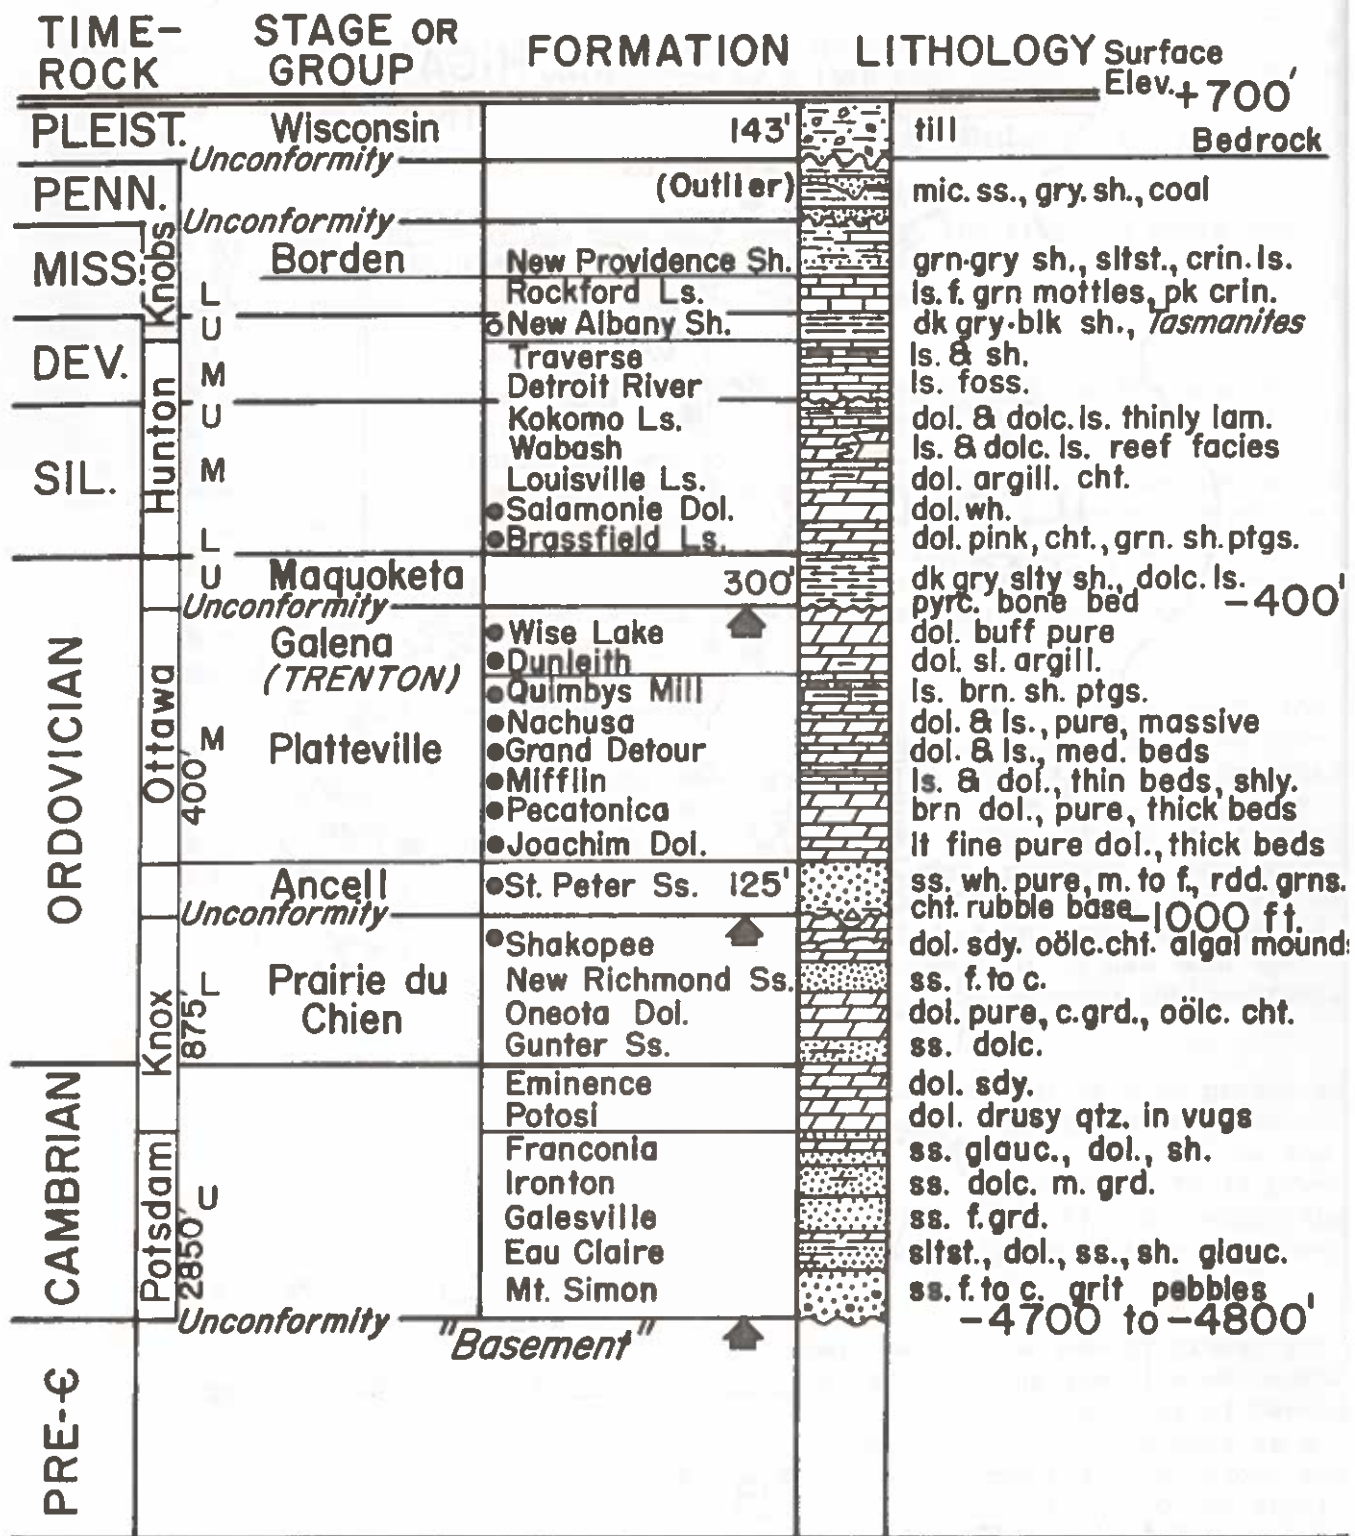 TIME- STAGE OR FORMATION LITHOLOGY Surface
ROCK GROUP Elev. +700'
PLEIST. Wisconsin 143' till Bedrock
Unconformity
PENN. (Outlier) mic. ss., gry. sh., coal
Unconformity
MISS. Knobs Borden New Providence Sh. grn-gry sh., sltst., crin. ls.
L Rockford Ls. ls. f. grn mottles, pk crin.
U New Albany Sh. dk gry-blk sh., Tasmanites
DEV. Hunton Traverse ls. & sh.
M Detroit River ls. foss.
U Kokomo Ls. dol. & dolc. ls. thinly lam.
Wabash ls. & dolc. ls. reef facies
SIL. M Louisville Ls. dol. argill. cht.
Salamonie Dol. dol. wh.
L Brassfield Ls. dol. pink, cht., grn. sh. ptgs.
U Maquoketa 300' dk gry slty sh., dolc. ls.
Unconformity pyrc. bone bed -400'
ORDOVICIAN Ottawa 400' Galena Wise Lake dol. buff pure
(TRENTON) Dunleith dol. sl. argill.
Quimbys Mill ls. brn. sh. ptgs.
Nachusa dol. & ls., pure, massive
M Platteville Grand Detour dol. & ls., med. beds
Mifflin ls. & dol., thin beds, shly.
Pecatonica brn dol., pure, thick beds
Joachim Dol. lt fine pure dol., thick beds
Ancell St. Peter Ss. 125' ss. wh. pure, m. to f., rdd. grns.
Unconformity cht. rubble base -1000 ft.
Shakopee dol. sdy. oölc. cht. algal mounds
Knox 875' L Prairie du New Richmond Ss. ss. f. to c.
Chien Oneota Dol. dol. pure, c. grd., oölc. cht.
Gunter Ss. ss. dolc.
CAMBRIAN Eminence dol. sdy.
Potosi dol. drusy qtz. in vugs
Potsdam 2850' Franconia ss. glauc., dol., sh.
U Ironton ss. dolc. m. grd.
Galesville ss. f. grd.
Eau Claire sltst., dol., ss., sh. glauc.
Mt. Simon ss. f. to c. grit pebbles
Unconformity "Basement" -4700 to -4800'
PRE-Є